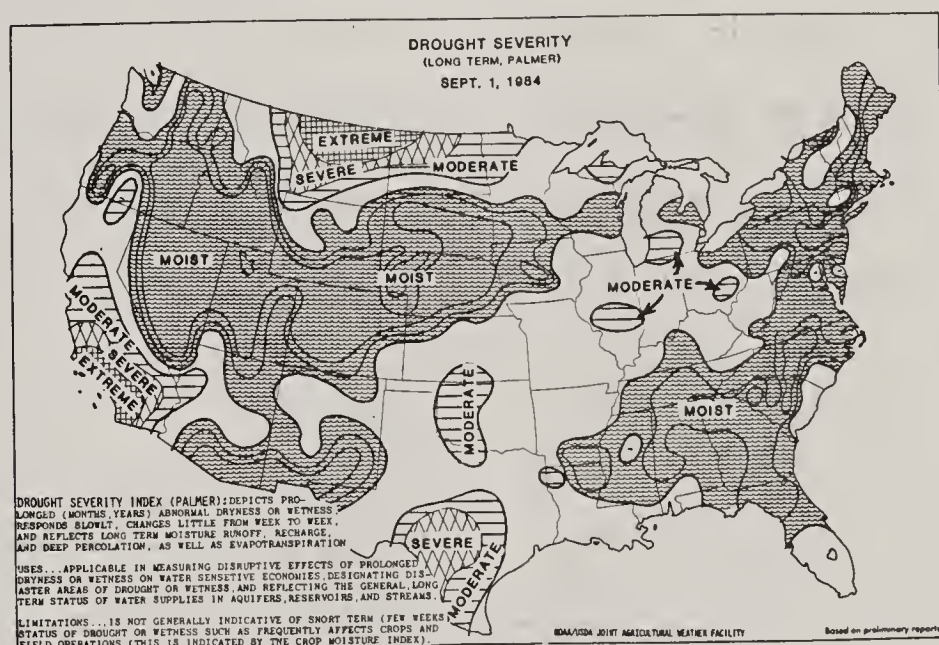 DROUGHT SEVERITY
(LONG TERM, PALMER)
SEPT. 1, 1984
EXTREME
SEVERE
MODERATE
MOIST
MOIST
MODERATE
MODERATE
SEVERE
EXTREME
MODERATE
MOIST
SEVERE
MODERATE
DROUGHT SEVERITY INDEX (PALMER): DEPICTS PRO-
LONGED (MONTHS, YEARS) ABNORMAL DRYNESS OR WETNESS,
RESPONDS SLOWLT, CHANGES LITTLE FROM WEEK TO WEEK,
AND REFLECTS LONG TERM MOISTURE RUNOFF, RECHARGE,
AND DEEP PERCOLATION, AS WELL AS EVAPOTRANSPIRATION
USES...APPLICABLE IN MEASURING DISRUPTIVE EFFECTS OF PROLONGED
DRYNESS OR WETNESS ON WATER SENSETIVE ECONOMIES, DESIGNATING DIS-
ASTER AREAS OF DROUGHT OR WETNESS, AND REFLECTING THE GENERAL, LONG
TERM STATUS OF WATER SUPPLIES IN AQUIFERS, RESERVOIRS, AND STREAMS.
LIMITATIONS...IS NOT GENERALLY INDICATIVE OF SNORT TERM (FEW WEEKS)
STATUS OF DROUGHT OR WETNESS SUCH AS FREQUENTLY AFFECTS CROPS AND
FIELD OPERATIONS (THIS IS INDICATED BY THE CROP MOISTURE INDEX).
NOAA/USDA JOINT AGRICULTURAL WEATHER FACILITY
Based on preliminary reports